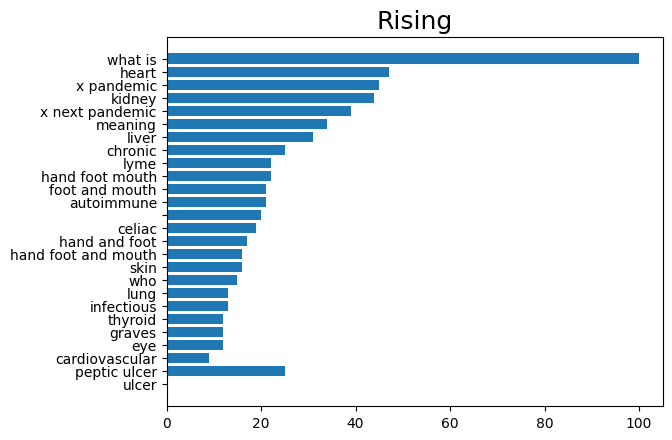 Rising
what is
heart
x pandemic
kidney
x next pandemic
meaning
liver
chronic
lyme
hand foot mouth
foot and mouth
autoimmune
celiac
hand and foot
hand foot and mouth
skin
who
lung
infectious
thyroid
graves
eye
cardiovascular
peptic ulcer
ulcer
0 20 40 60 80 100